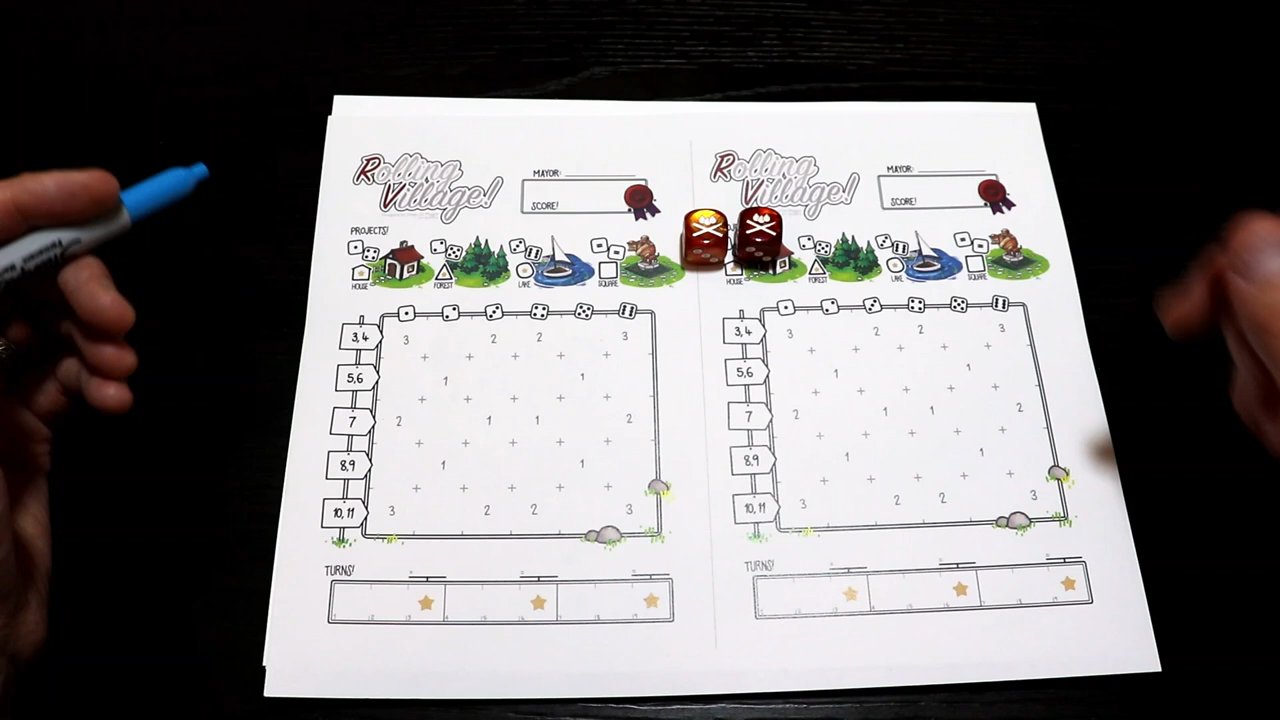 Rolling
Village!
MAYOR:
SCORE!
PROJECTS!
HOUSE
FOREST
LAKE
SQUARE
3,4
3 2 2 3
5,6
1 1
7
2 1 1 2
8,9
1 1
10, 11
3 2 2 3
TURNS!
Rolling
Village!
MAYOR:
SCORE!
HOUSE
FOREST
LAKE
SQUARE
3,4
3 2 2 3
5,6
1 1
7
2 1 1 2
8,9
1 1
10, 11
3 2 2 3
TURNS!